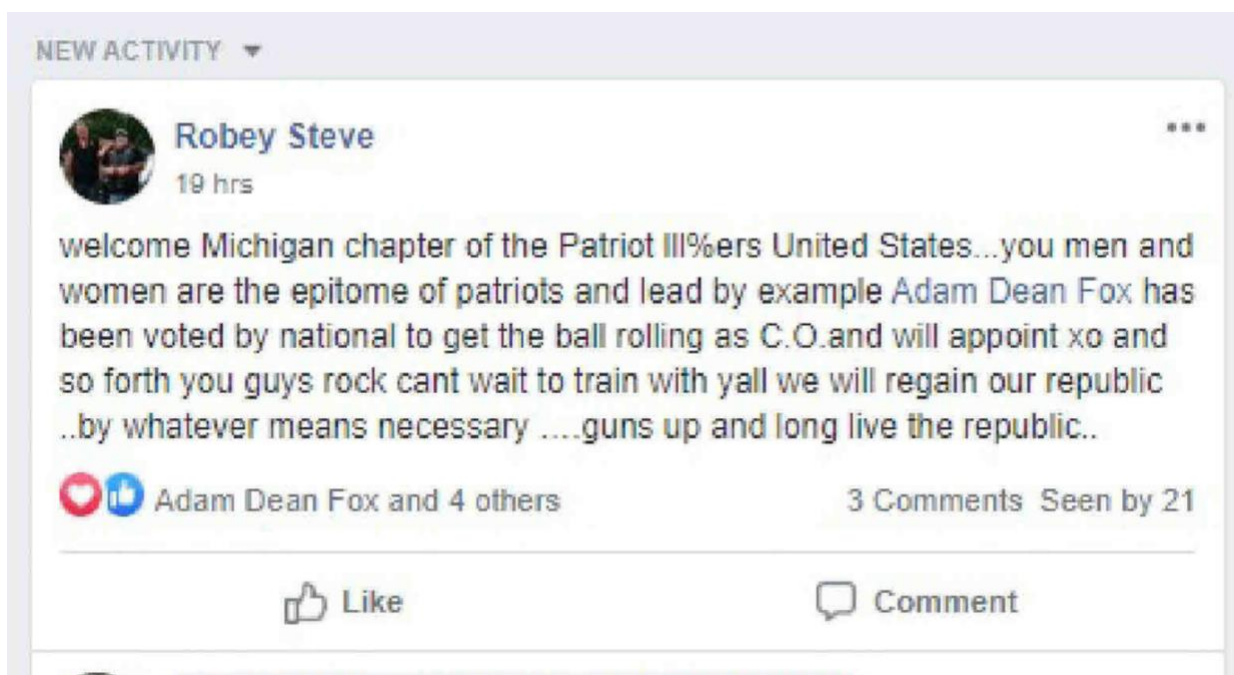 NEW ACTIVITY
Robey Steve
19 hrs
welcome Michigan chapter of the Patriot III%ers United States...you men and
women are the epitome of patriots and lead by example Adam Dean Fox has
been voted by national to get the ball rolling as C.O.and will appoint xo and
so forth you guys rock cant wait to train with yall we will regain our republic
..by whatever means necessary ....guns up and long live the republic..
Adam Dean Fox and 4 others 3 Comments Seen by 21
Like Comment